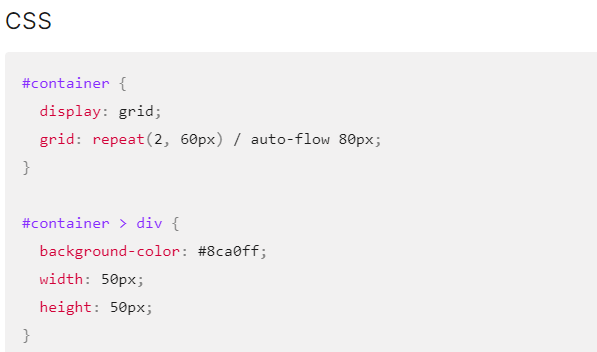 CSS
#container {
  display: grid;
  grid: repeat(2, 60px) / auto-flow 80px;
}

#container > div {
  background-color: #8ca0ff;
  width: 50px;
  height: 50px;
}